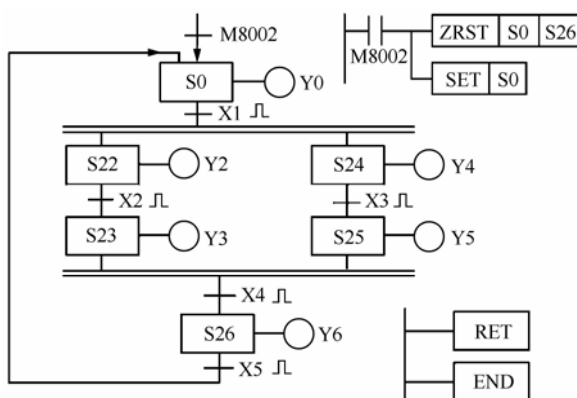 M8002
ZRST S0 S26
M8002
S0 Y0
SET S0
X1
S22 Y2 S24 Y4
X2 X3
S23 Y3 S25 Y5
X4
S26 Y6
RET
X5
END